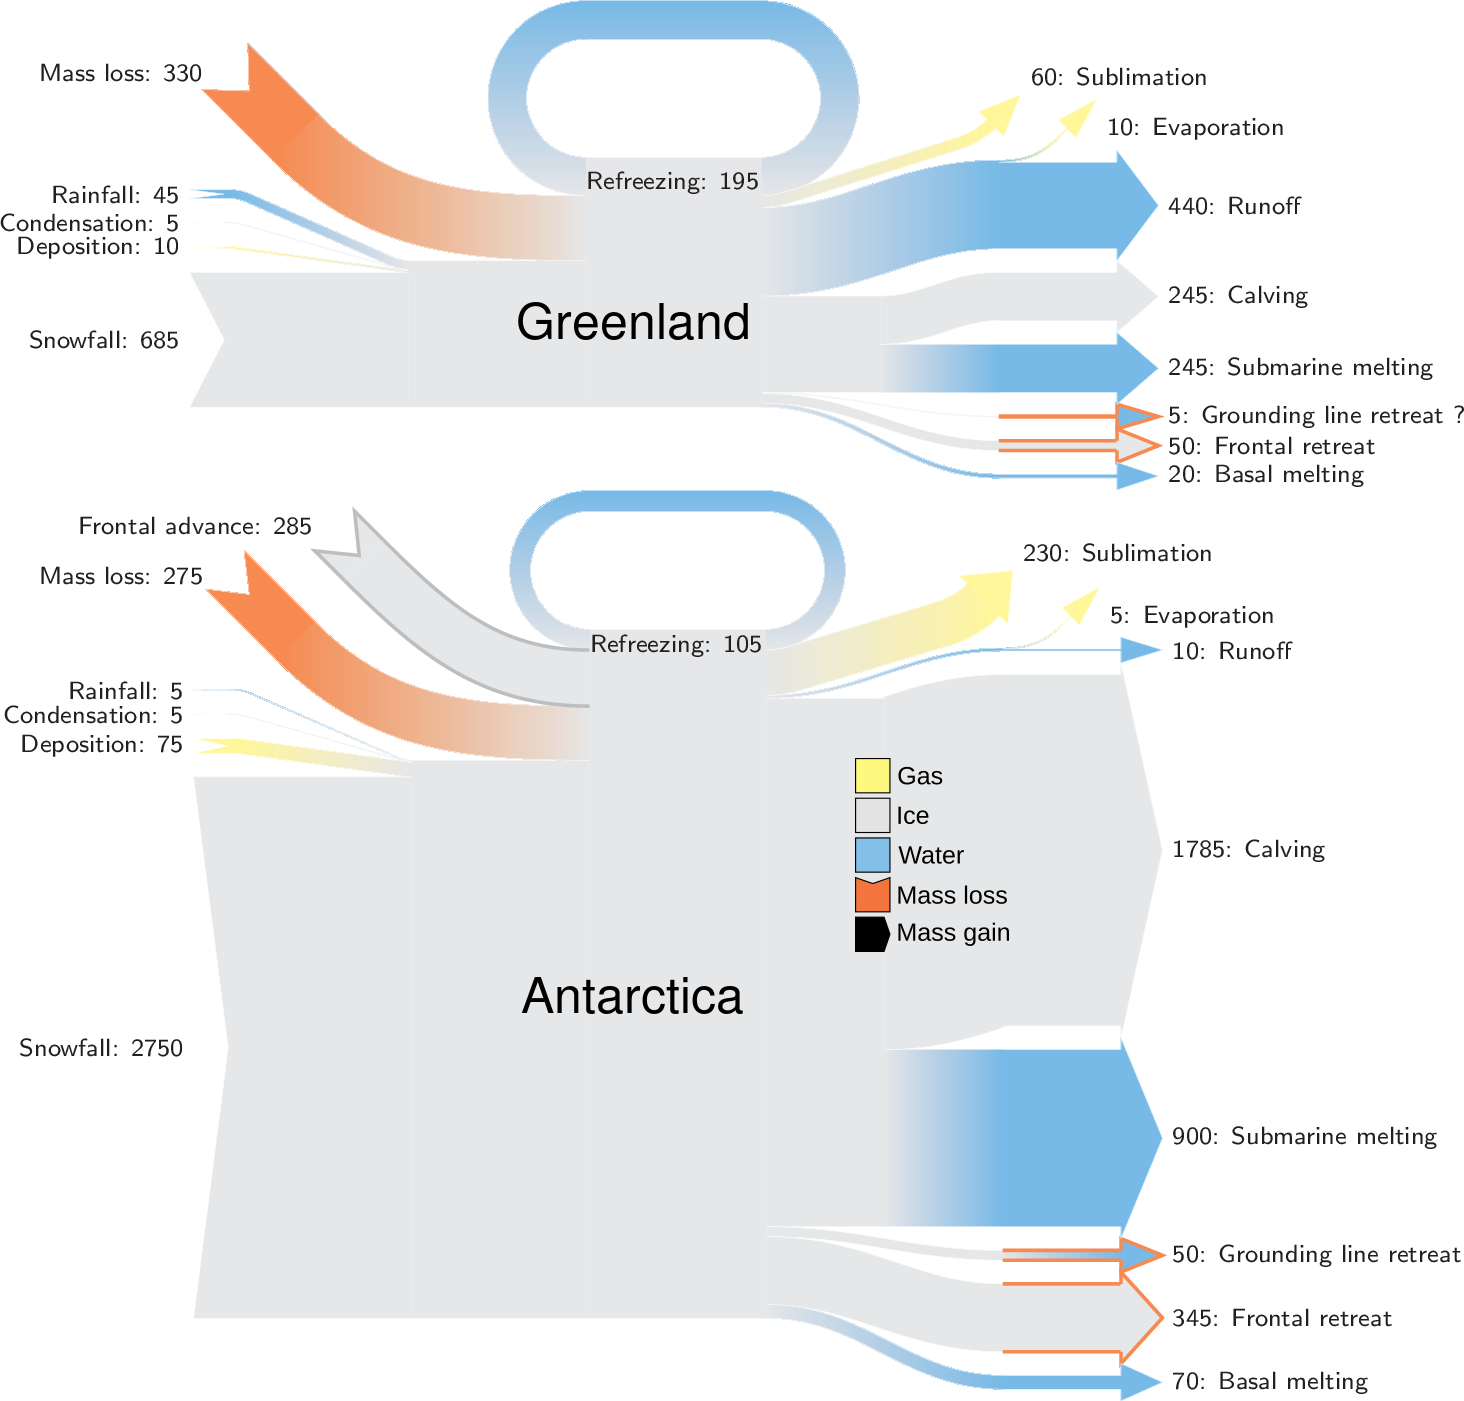 Mass loss: 330
60: Sublimation
10: Evaporation
Refreezing: 195
Rainfall: 45
440: Runoff
Condensation: 5
Deposition: 10
245: Calving
Greenland
Snowfall: 685
245: Submarine melting
5: Grounding line retreat ?
50: Frontal retreat
20: Basal melting
Frontal advance: 285
230: Sublimation
Mass loss: 275
5: Evaporation
Refreezing: 105
10: Runoff
Rainfall: 5
Condensation: 5
Deposition: 75
Gas
Ice
Water
Mass loss
Mass gain
1785: Calving
Antarctica
Snowfall: 2750
900: Submarine melting
50: Grounding line retreat
345: Frontal retreat
70: Basal melting